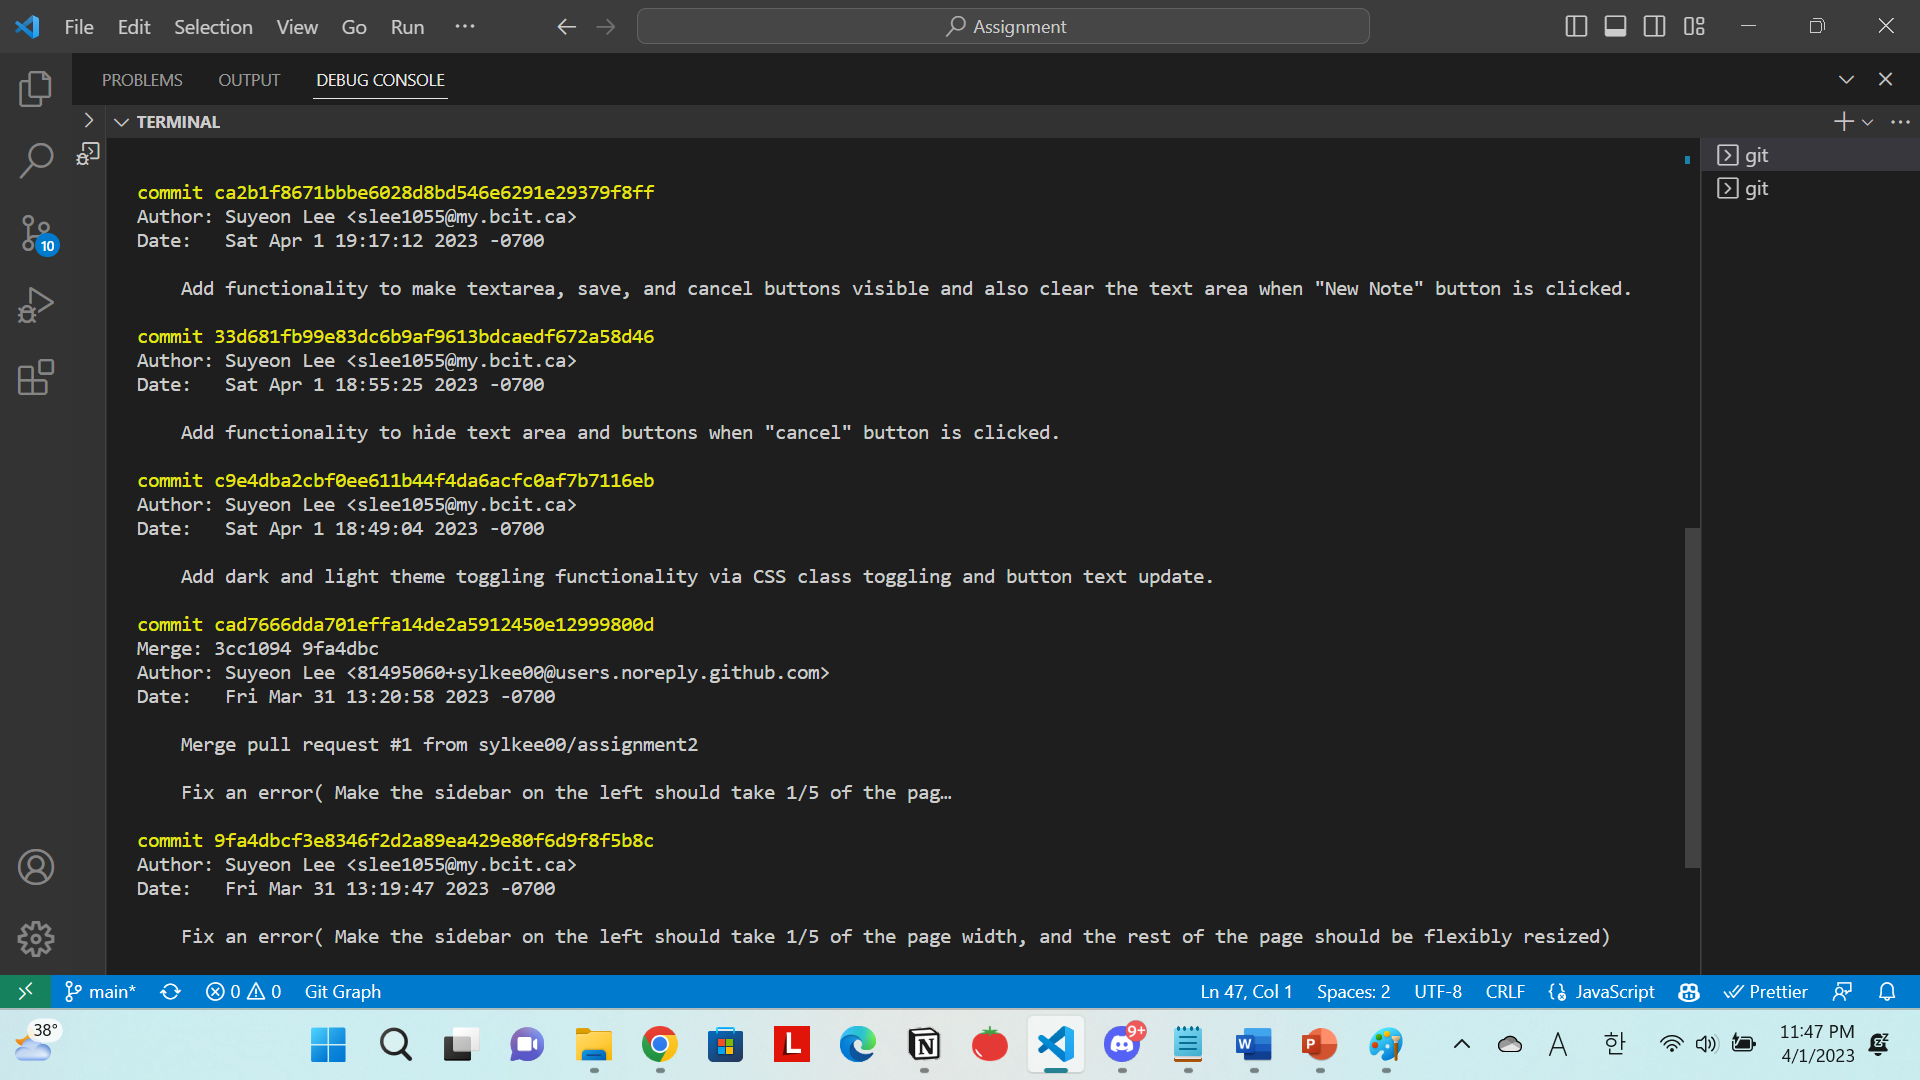 File Edit Selection View Go Run ···
Assignment
PROBLEMS OUTPUT DEBUG CONSOLE
TERMINAL
git
git
commit ca2b1f8671bbbe6028d8bd546e6291e29379f8ff
Author: Suyeon Lee <slee1055@my.bcit.ca>
Date:   Sat Apr 1 19:17:12 2023 -0700
Add functionality to make textarea, save, and cancel buttons visible and also clear the text area when "New Note" button is clicked.
commit 33d681fb99e83dc6b9af9613bdcaedf672a58d46
Author: Suyeon Lee <slee1055@my.bcit.ca>
Date:   Sat Apr 1 18:55:25 2023 -0700
Add functionality to hide text area and buttons when "cancel" button is clicked.
commit c9e4dba2cbf0ee611b44f4da6acfc0af7b7116eb
Author: Suyeon Lee <slee1055@my.bcit.ca>
Date:   Sat Apr 1 18:49:04 2023 -0700
Add dark and light theme toggling functionality via CSS class toggling and button text update.
commit cad7666dda701effa14de2a5912450e12999800d
Merge: 3cc1094 9fa4dbc
Author: Suyeon Lee <81495060+sylkee00@users.noreply.github.com>
Date:   Fri Mar 31 13:20:58 2023 -0700
Merge pull request #1 from sylkee00/assignment2
Fix an error( Make the sidebar on the left should take 1/5 of the pag…
commit 9fa4dbcf3e8346f2d2a89ea429e80f6d9f8f5b8c
Author: Suyeon Lee <slee1055@my.bcit.ca>
Date:   Fri Mar 31 13:19:47 2023 -0700
Fix an error( Make the sidebar on the left should take 1/5 of the page width, and the rest of the page should be flexibly resized)
10
main* 0 0 Git Graph Ln 47, Col 1 Spaces: 2 UTF-8 CRLF JavaScript Prettier
38° L N 9+ W P A 한 11:47 PM
4/1/2023